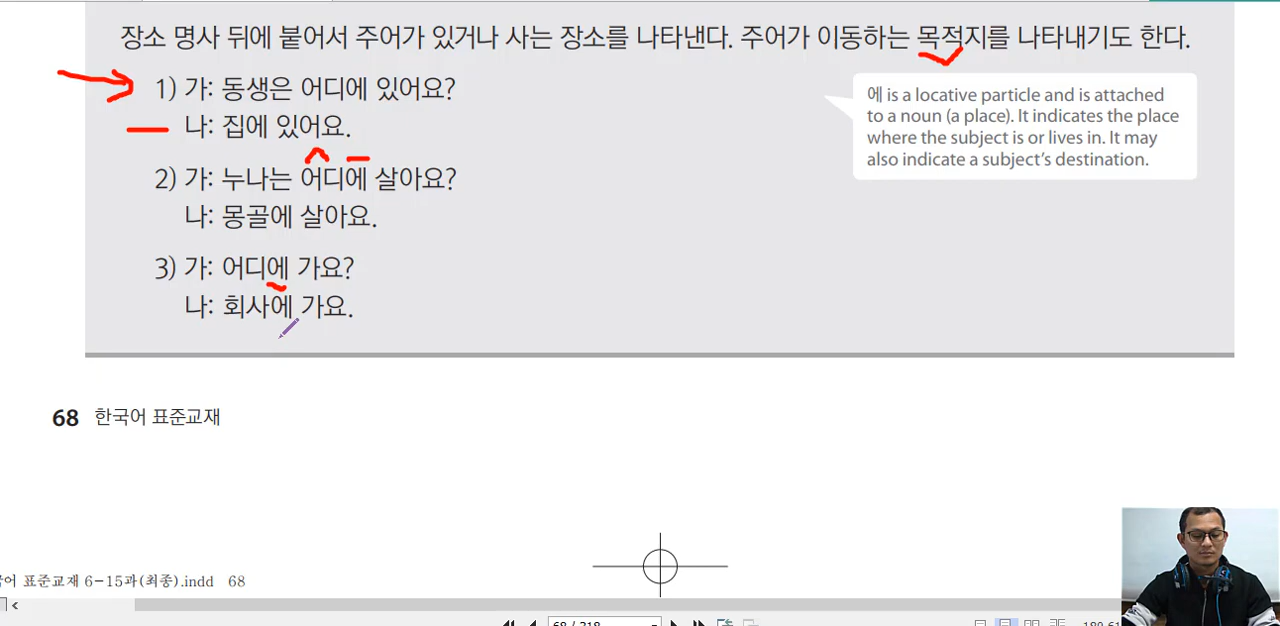 장소 명사 뒤에 붙어서 주어가 있거나 사는 장소를 나타낸다. 주어가 이동하는 목적지를 나타내기도 한다.
1) 가: 동생은 어디에 있어요?
나: 집에 있어요.
2) 가: 누나는 어디에 살아요?
나: 몽골에 살아요.
3) 가: 어디에 가요?
나: 회사에 가요.
에 is a locative particle and is attached
to a noun (a place). It indicates the place
where the subject is or lives in. It may
also indicate a subject's destination.
68 한국어 표준교재
국어 표준교재 6-15과(최종).indd 68
68 / 318